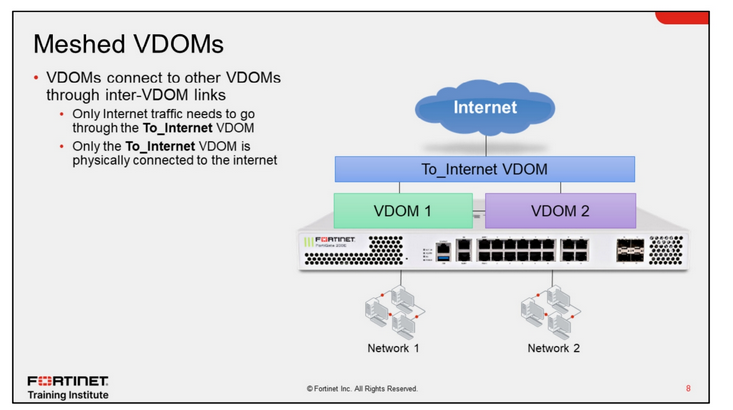 Meshed VDOMs
• VDOMs connect to other VDOMs
through inter-VDOM links
• Only Internet traffic needs to go
through the To_Internet VDOM
• Only the To_Internet VDOM is
physically connected to the internet
Internet
To_Internet VDOM
VDOM 1
VDOM 2
FORTINET
FortiGate 200E
Network 1
Network 2
FORTINET
Training Institute
© Fortinet Inc. All Rights Reserved.
8